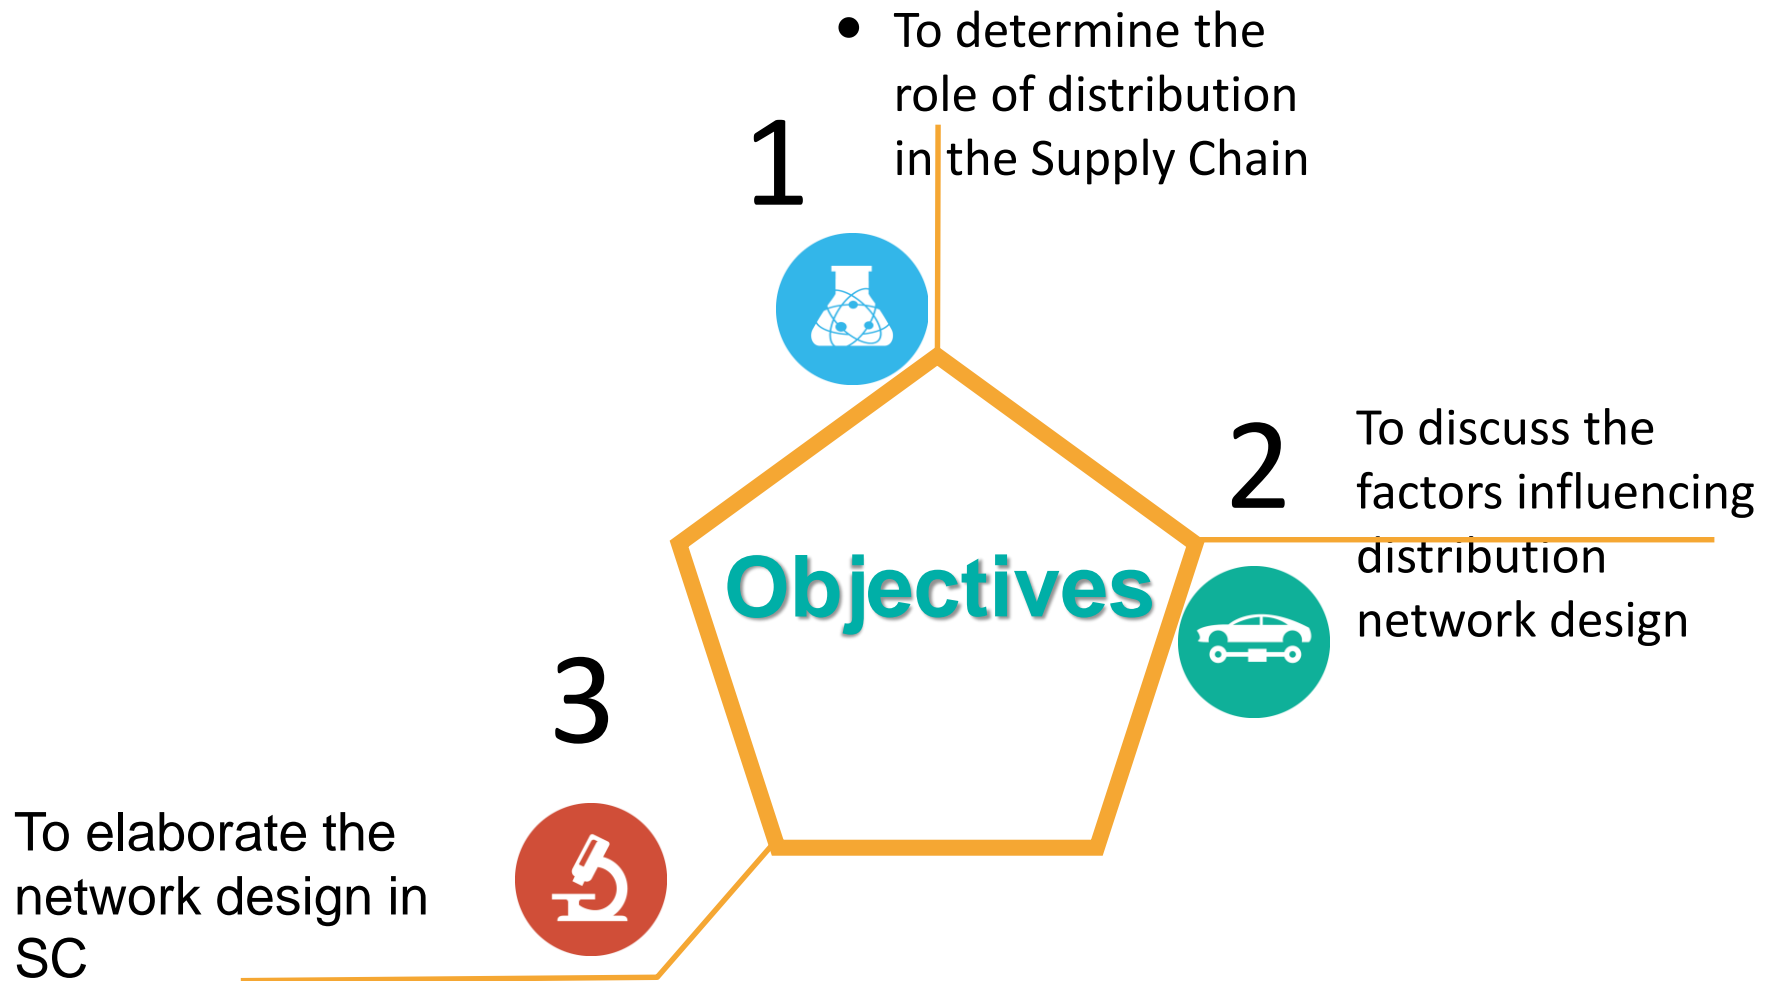 1
• To determine the
role of distribution
in the Supply Chain
2
To discuss the
factors influencing
distribution
network design
Objectives
3
To elaborate the
network design in
SC